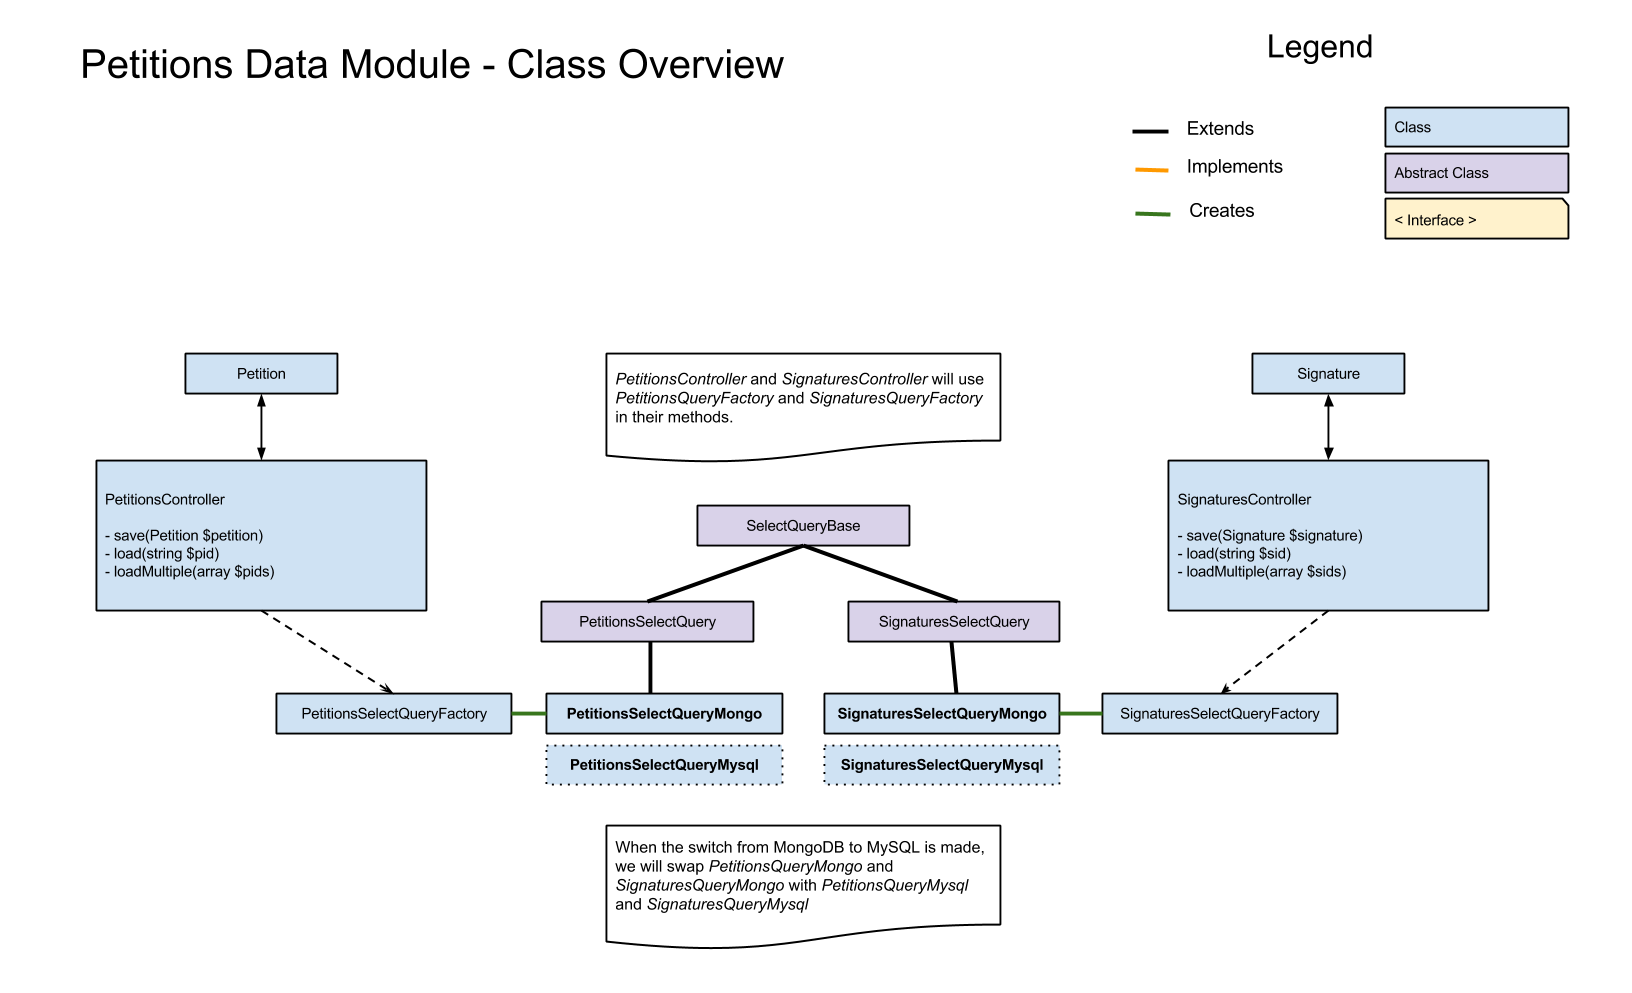 Petitions Data Module - Class Overview
Legend
Extends
Implements
Creates
Class
Abstract Class
< Interface >
Petition
PetitionsController and SignaturesController will use
PetitionsQueryFactory and SignaturesQueryFactory
in their methods.
Signature
PetitionsController
- save(Petition $petition)
- load(string $pid)
- loadMultiple(array $pids)
SignaturesController
- save(Signature $signature)
- load(string $sid)
- loadMultiple(array $sids)
SelectQueryBase
PetitionsSelectQuery
SignaturesSelectQuery
PetitionsSelectQueryFactory
PetitionsSelectQueryMongo
SignaturesSelectQueryMongo
SignaturesSelectQueryFactory
PetitionsSelectQueryMysql
SignaturesSelectQueryMysql
When the switch from MongoDB to MySQL is made,
we will swap PetitionsQueryMongo and
SignaturesQueryMongo with PetitionsQueryMysql
and SignaturesQueryMysql